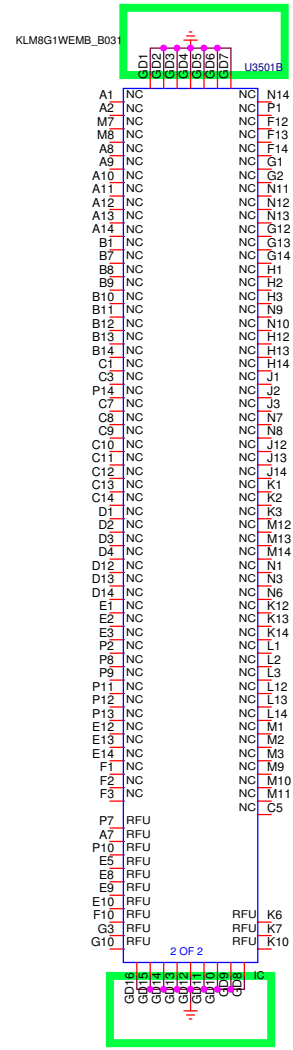 KLM8G1WEMB_B031
GD1 GD2 GD3 GD4 GD5 GD6 GD7
U3501B
A1 NC NC N14
A2 NC NC P1
M7 NC NC F12
M8 NC NC F13
A8 NC NC F14
A9 NC NC G1
A10 NC NC G2
A11 NC NC N11
A12 NC NC N12
A13 NC NC N13
A14 NC NC G12
B1 NC NC G13
B7 NC NC G14
B8 NC NC H1
B9 NC NC H2
B10 NC NC H3
B11 NC NC N9
B12 NC NC N10
B13 NC NC H12
B14 NC NC H13
C1 NC NC H14
C3 NC NC J1
P14 NC NC J2
C7 NC NC J3
C8 NC NC N7
C9 NC NC N8
C10 NC NC J12
C11 NC NC J13
C12 NC NC J14
C13 NC NC K1
C14 NC NC K2
D1 NC NC K3
D2 NC NC M12
D3 NC NC M13
D4 NC NC M14
D12 NC NC N1
D13 NC NC N3
D14 NC NC N6
E1 NC NC K12
E2 NC NC K13
E3 NC NC K14
P2 NC NC L1
P8 NC NC L2
P9 NC NC L3
P11 NC NC L12
P12 NC NC L13
P13 NC NC L14
E12 NC NC M1
E13 NC NC M2
E14 NC NC M3
F1 NC NC M9
F2 NC NC M10
F3 NC NC M11
NC C5
P7 RFU
A7 RFU
P10 RFU
E5 RFU
E8 RFU
E9 RFU
E10 RFU
F10 RFU RFU K6
G3 RFU RFU K7
G10 RFU RFU K10
2 OF 2
IC
GD16 GD15 GD14 GD13 GD12 GD11 GD10 GD9 GD8